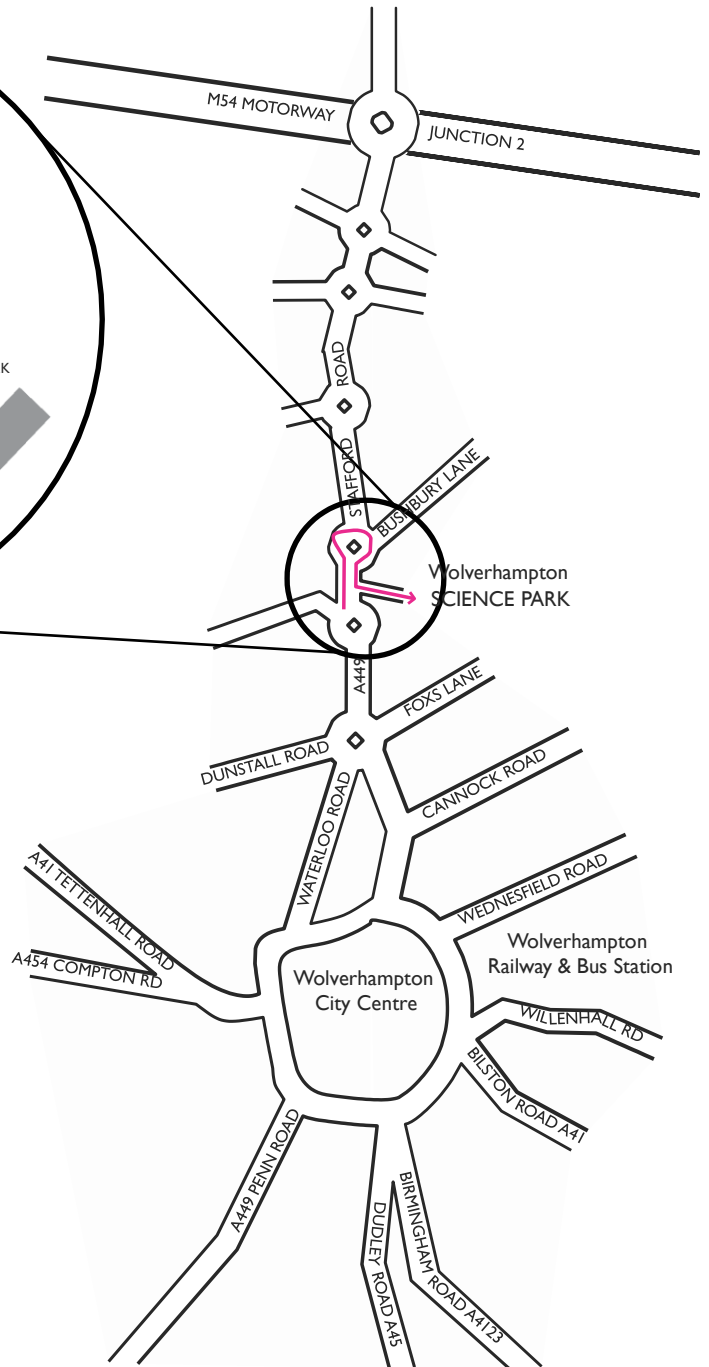 M54 MOTORWAY
JUNCTION 2
K
ROAD
STAFFORD
BUSHBURY LANE
Wolverhampton
SCIENCE PARK
A449
FOXS LANE
DUNSTALL ROAD
CANNOCK ROAD
WATERLOO ROAD
A41 TETTENHALL ROAD
WEDNESFIELD ROAD
A454 COMPTON RD
Wolverhampton
Railway & Bus Station
Wolverhampton
City Centre
WILLENHALL RD
BILSTON ROAD A41
A449 PENN ROAD
BIRMINGHAM ROAD A4123
DUDLEY ROAD A45